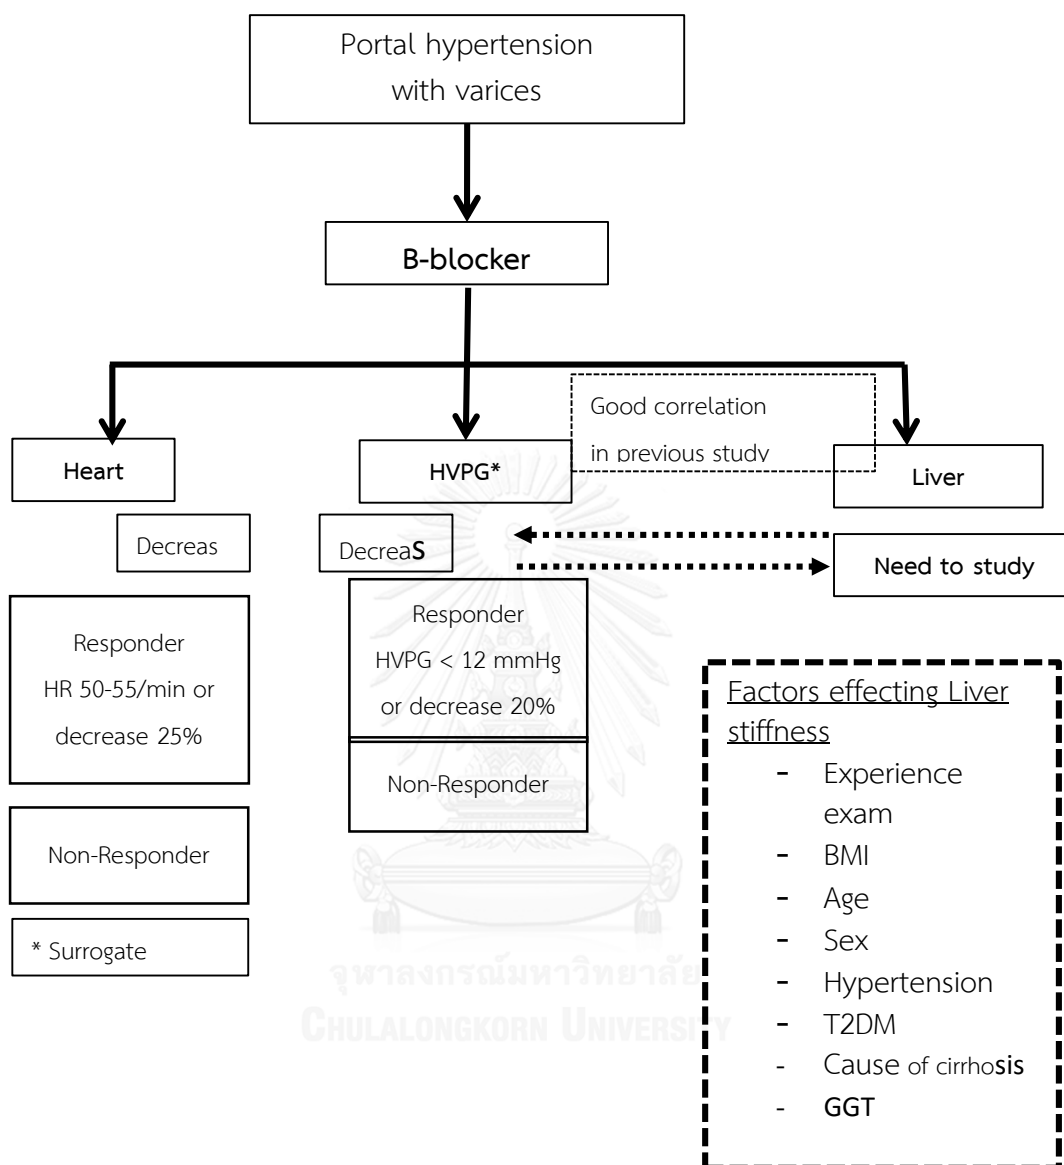 Portal hypertension
with varices
B-blocker
Good correlation
in previous study
Heart
HVPG*
Liver
Decreas
DecreaS
Need to study
Responder
HR 50-55/min or
decrease 25%
Responder
HVPG < 12 mmHg
or decrease 20%
Non-Responder
Non-Responder
* Surrogate
Factors effecting Liver
stiffness
- Experience
exam
- BMI
- Age
- Sex
- Hypertension
- T2DM
- Cause of cirrhosis
- GGT
จุฬาลงกรณ์มหาวิทยาลัย
CHULALONGKORN UNIVERSITY